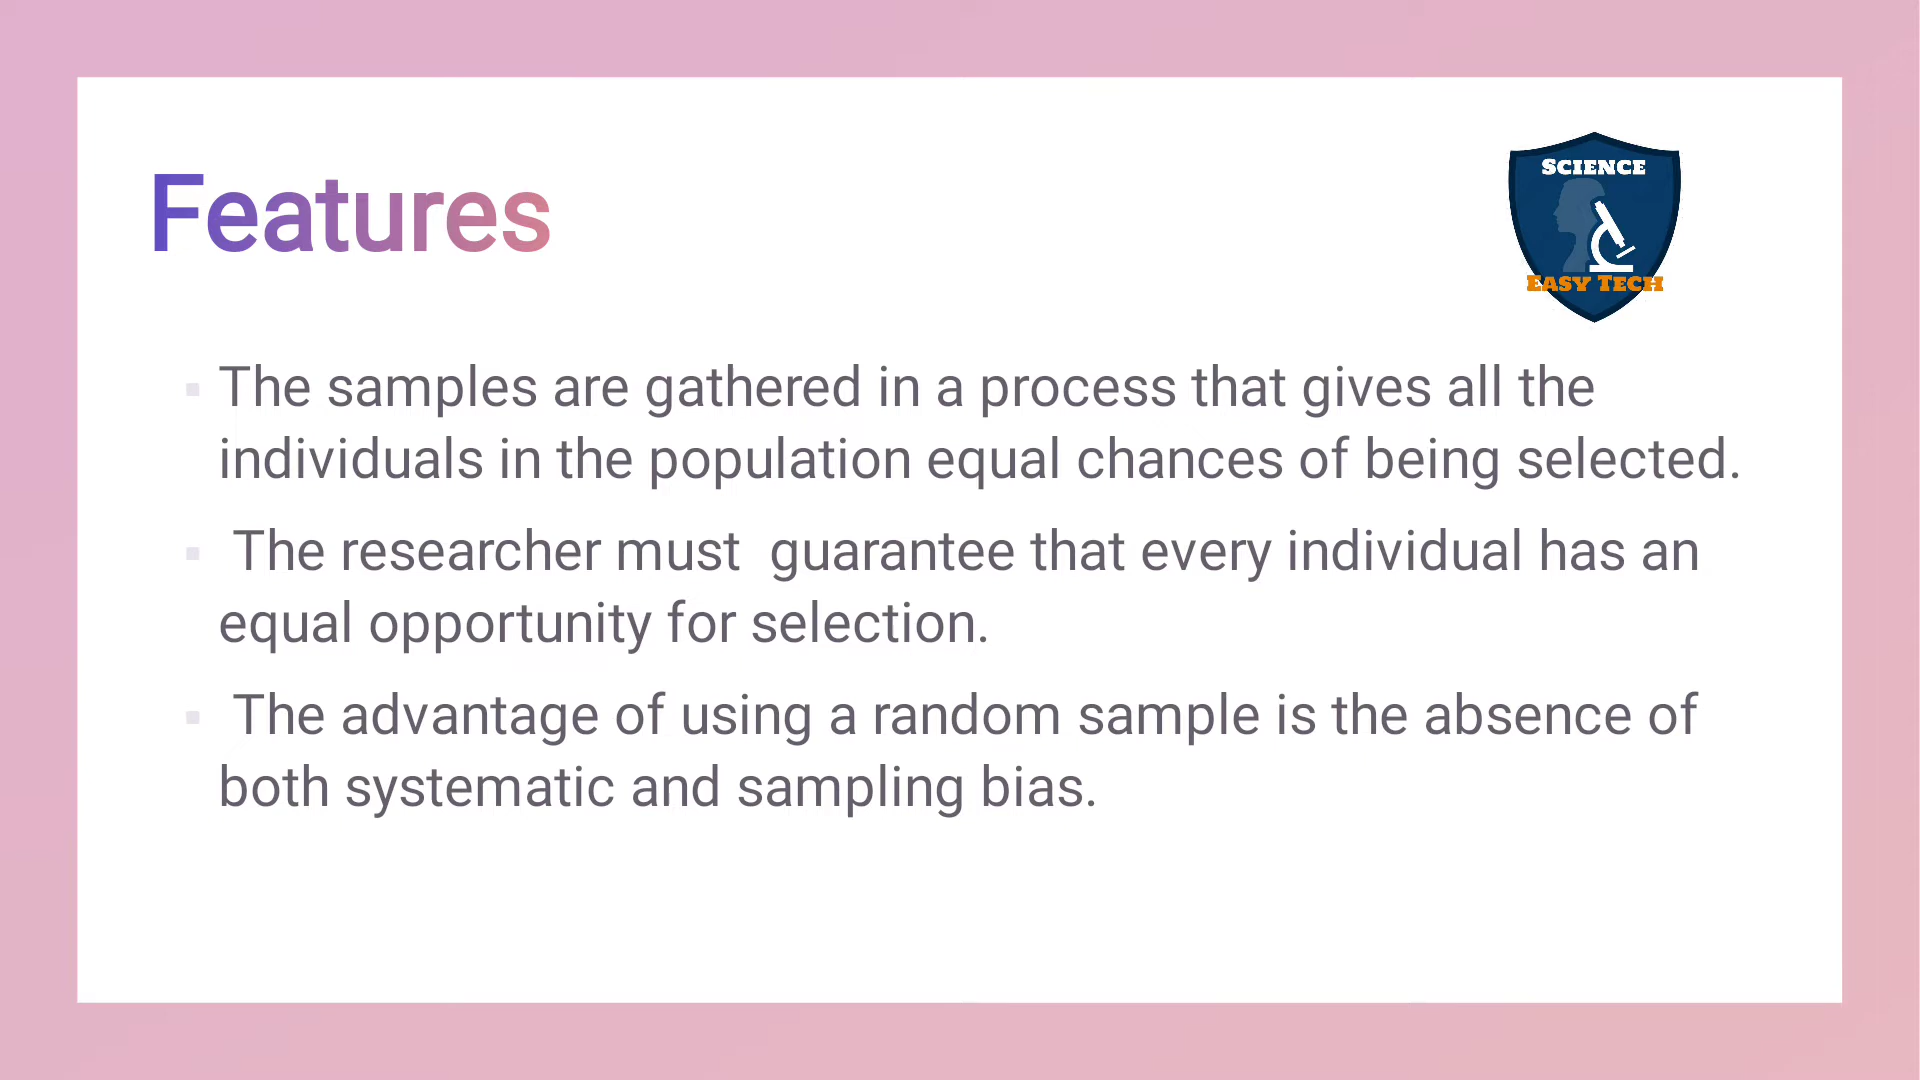 Features
SCIENCE
EASY TECH
The samples are gathered in a process that gives all the
individuals in the population equal chances of being selected.
The researcher must  guarantee that every individual has an
equal opportunity for selection.
The advantage of using a random sample is the absence of
both systematic and sampling bias.